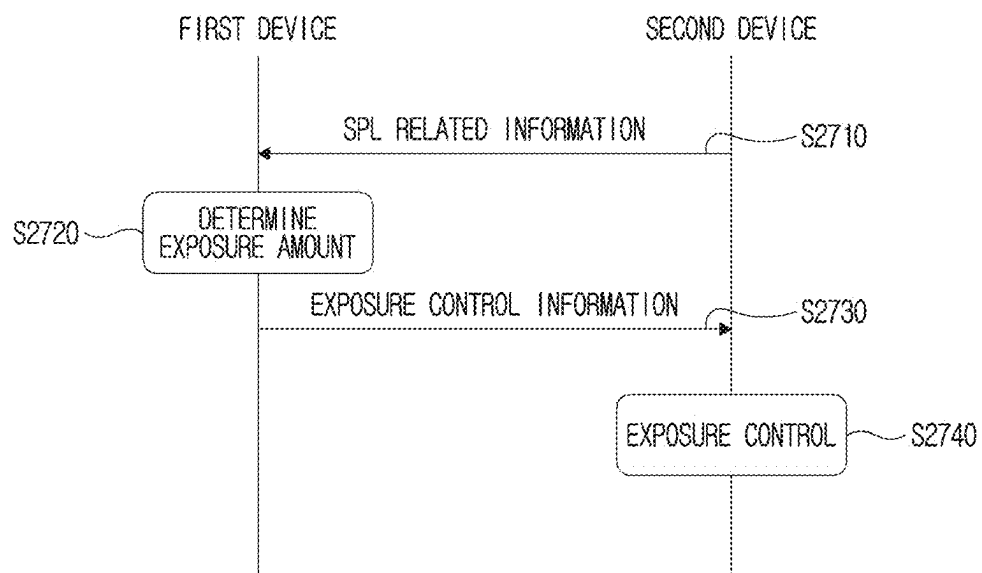 FIRST DEVICE
SECOND DEVICE
SPL RELATED INFORMATION
S2710
S2720
DETERMINE
EXPOSURE AMOUNT
EXPOSURE CONTROL INFORMATION
S2730
EXPOSURE CONTROL
S2740